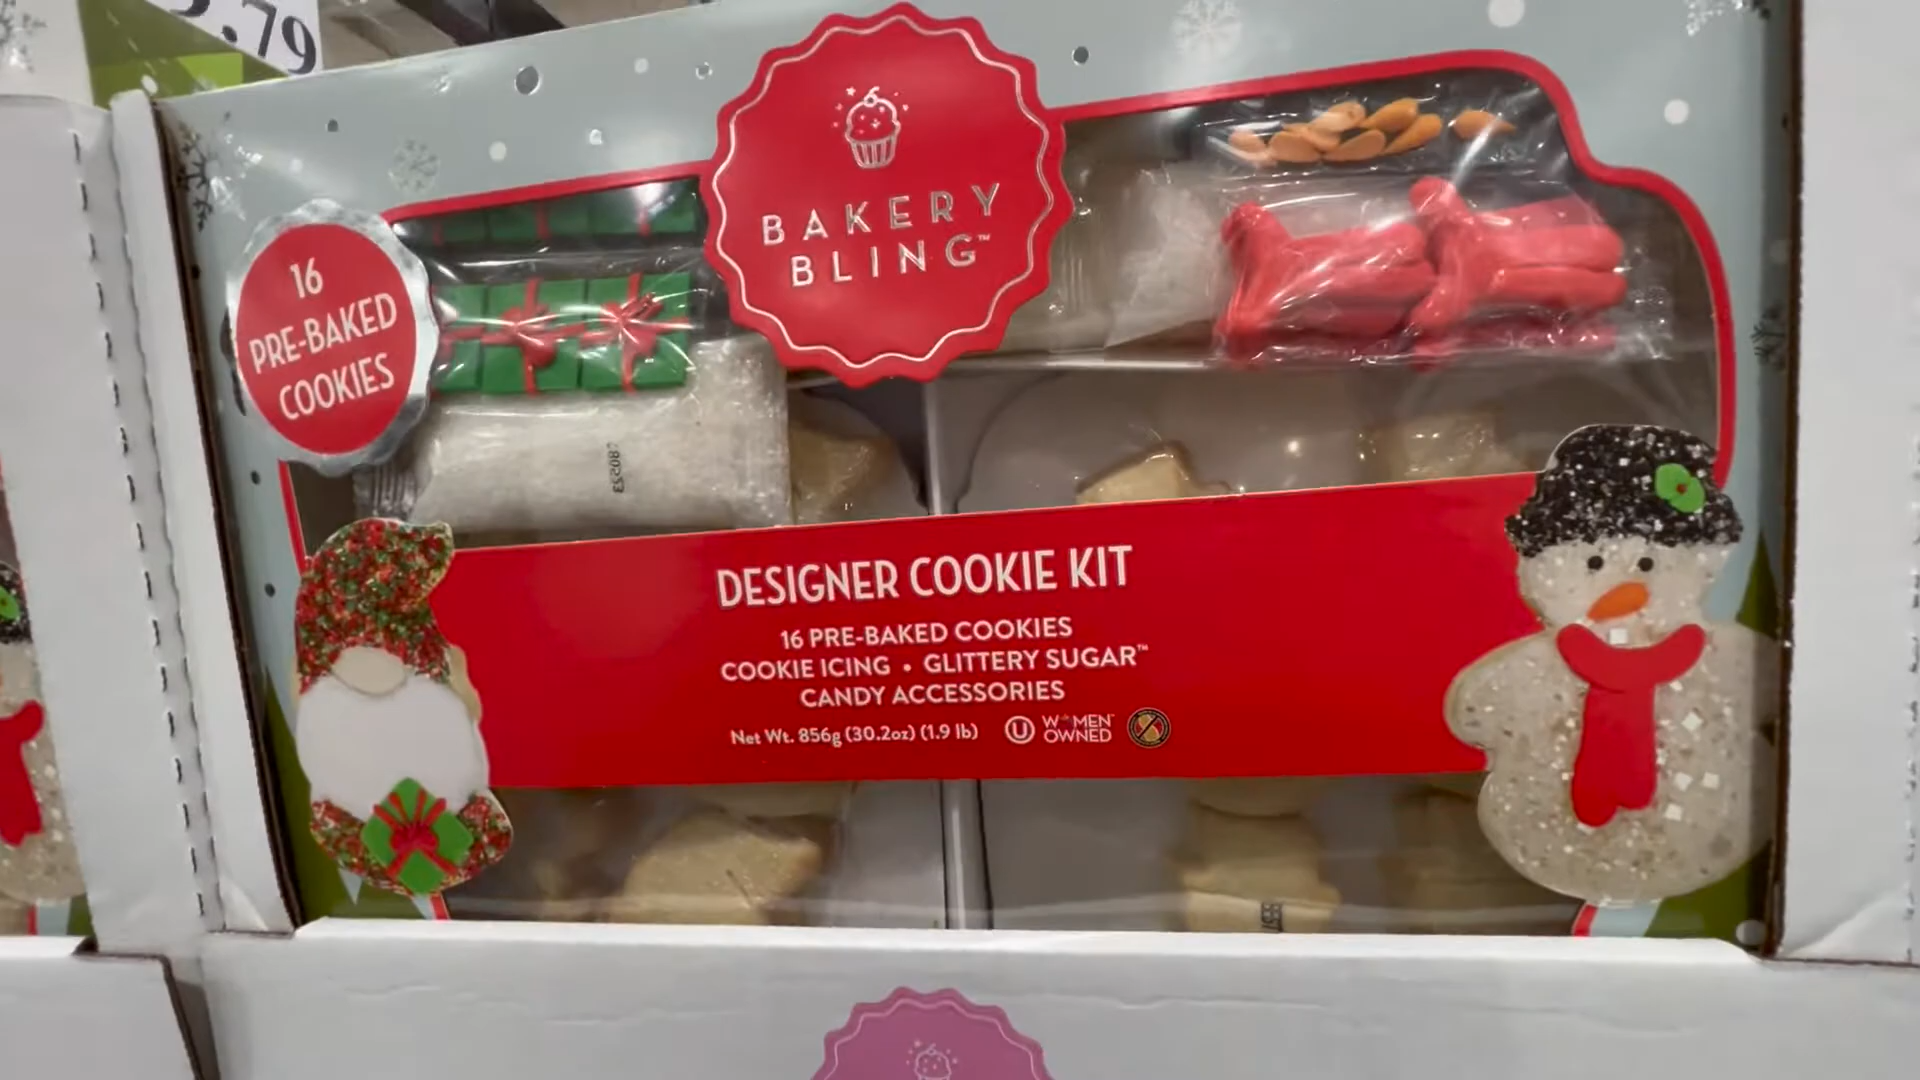 .79
BAKERY
BLING™
16
PRE-BAKED
COOKIES
DESIGNER COOKIE KIT
16 PRE-BAKED COOKIES
COOKIE ICING • GLITTERY SUGAR™
CANDY ACCESSORIES
Net Wt. 856g (30.2oz) (1.9 lb)
U
WOMEN
OWNED